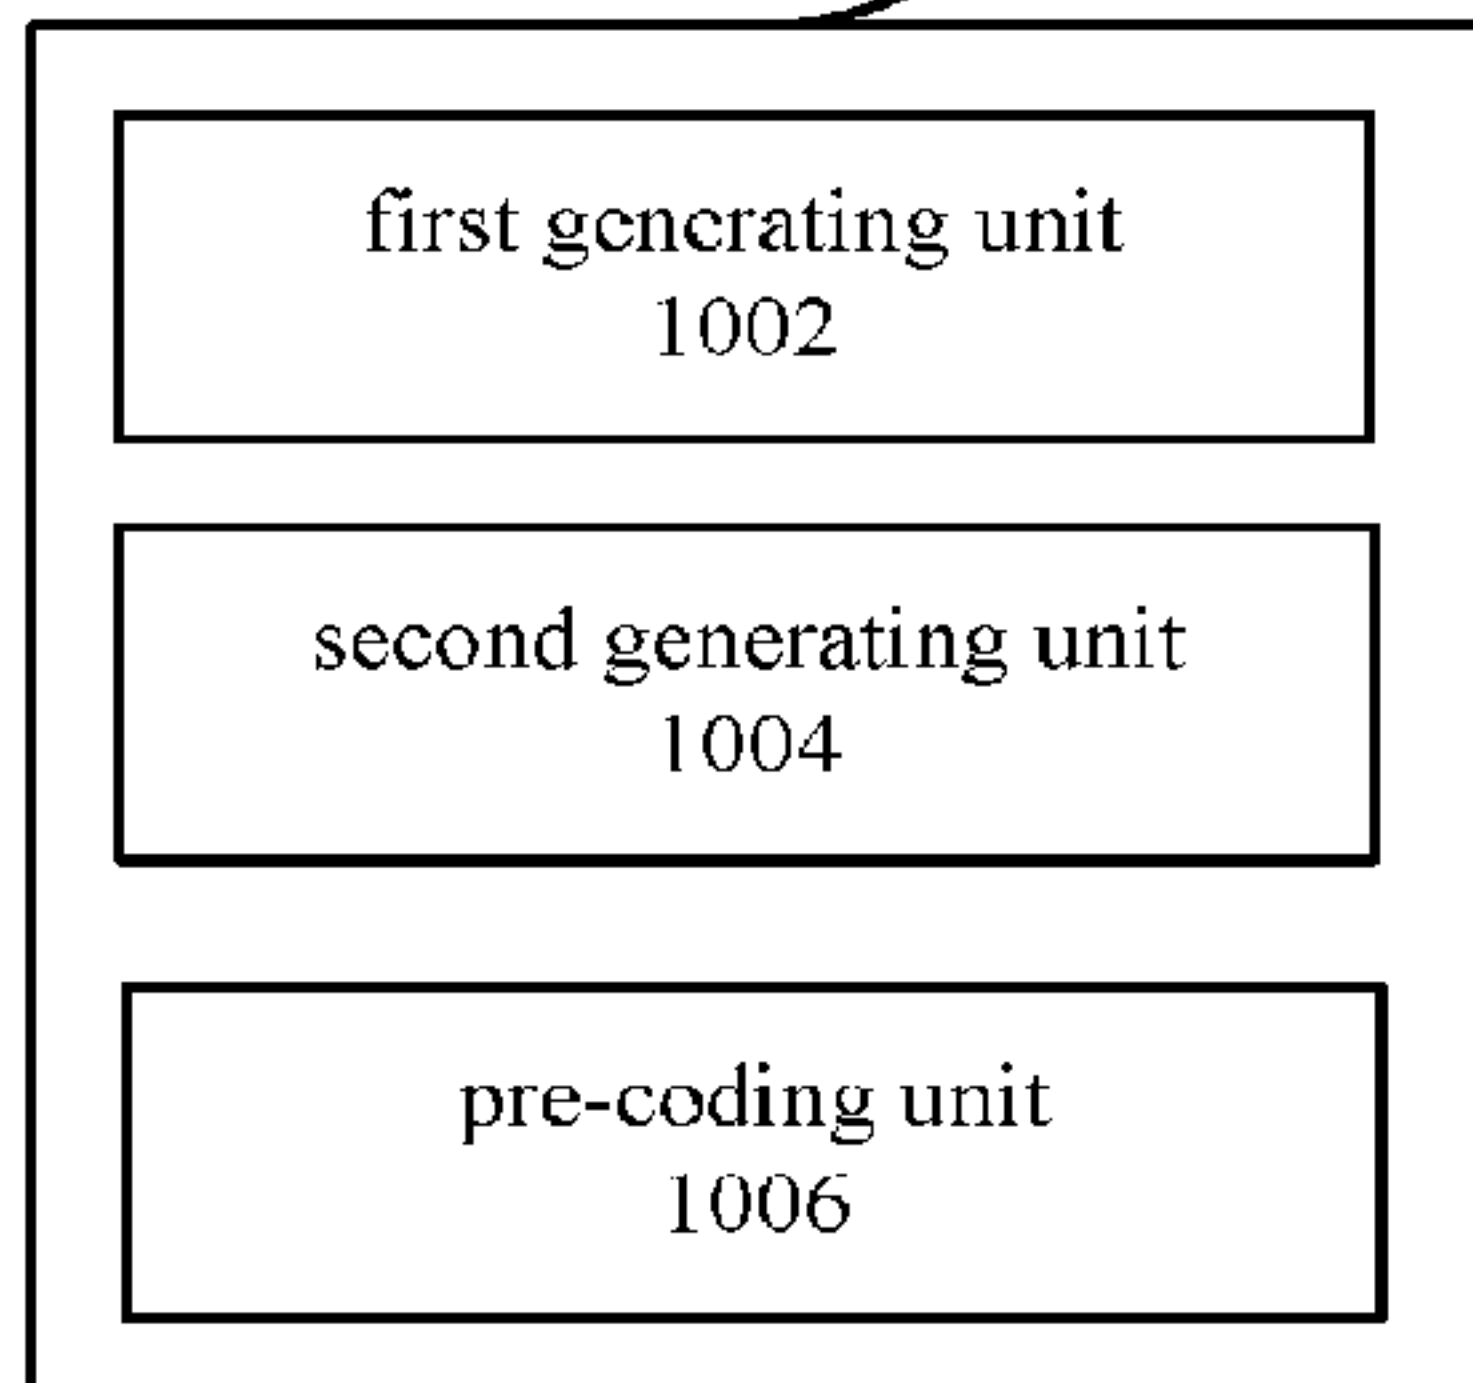 first generating unit
1002
second generating unit
1004
pre-coding unit
1006